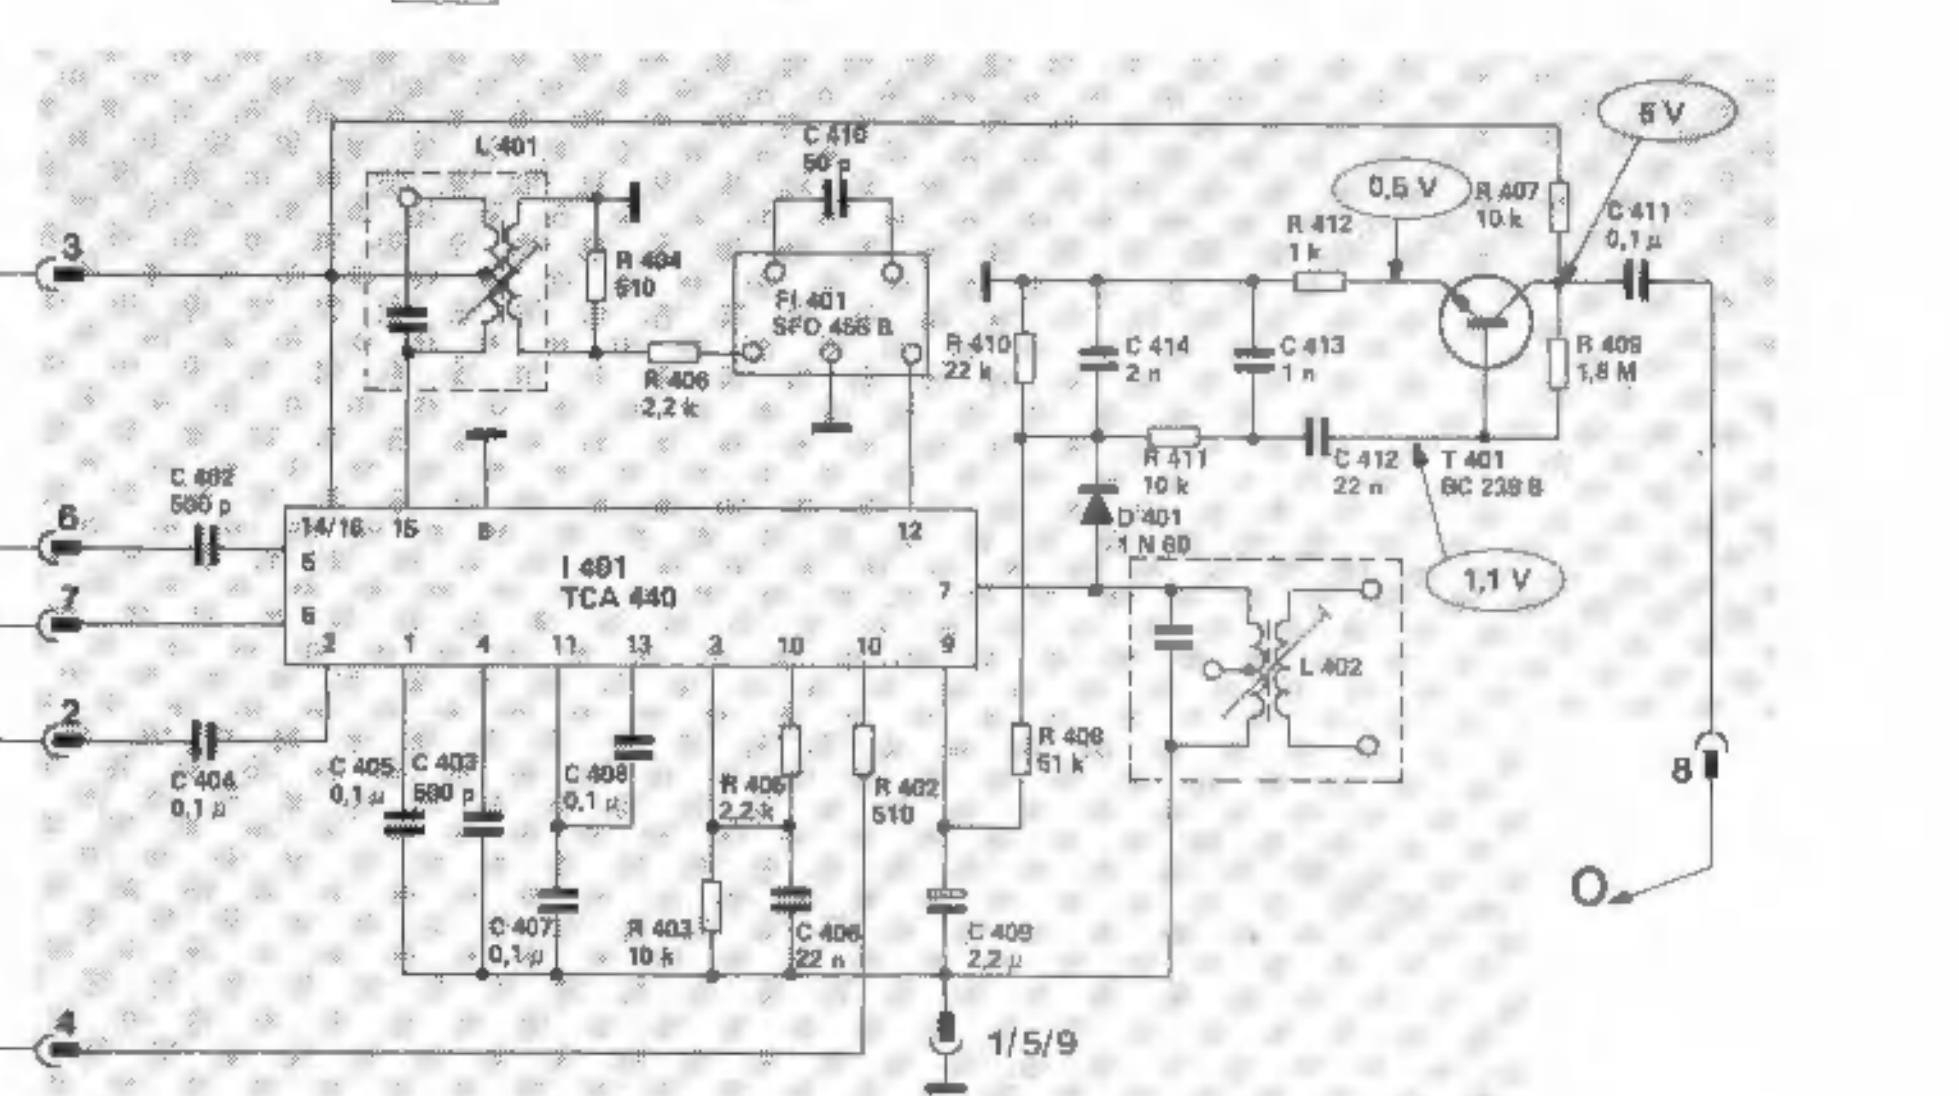 L 401
C 410
50 p
5 V
0,5 V
R 407
10 k
C 411
0,1 µ
R 412
1 k
3
R 404
510
FI 401
SFD 455 B
R 406
2,2 k
R 410
22 k
C 414
2 n
C 413
1 n
R 409
1,8 M
R 411
10 k
C 412
22 n
T 401
BC 239 B
C 402
500 p
6
14/16
15
8
12
D 401
1 N 60
5
I 401
TCA 440
7
1,1 V
7
6
2
1
4
11
13
3
10
10
9
L 402
2
C 404
0,1 µ
C 405
0,1 µ
C 403
500 p
C 408
0,1 µ
R 405
2,2 k
R 402
510
R 408
51 k
8
C 407
0,1 µ
R 403
10 k
C 406
22 n
C 409
2,2 µ
4
1/5/9